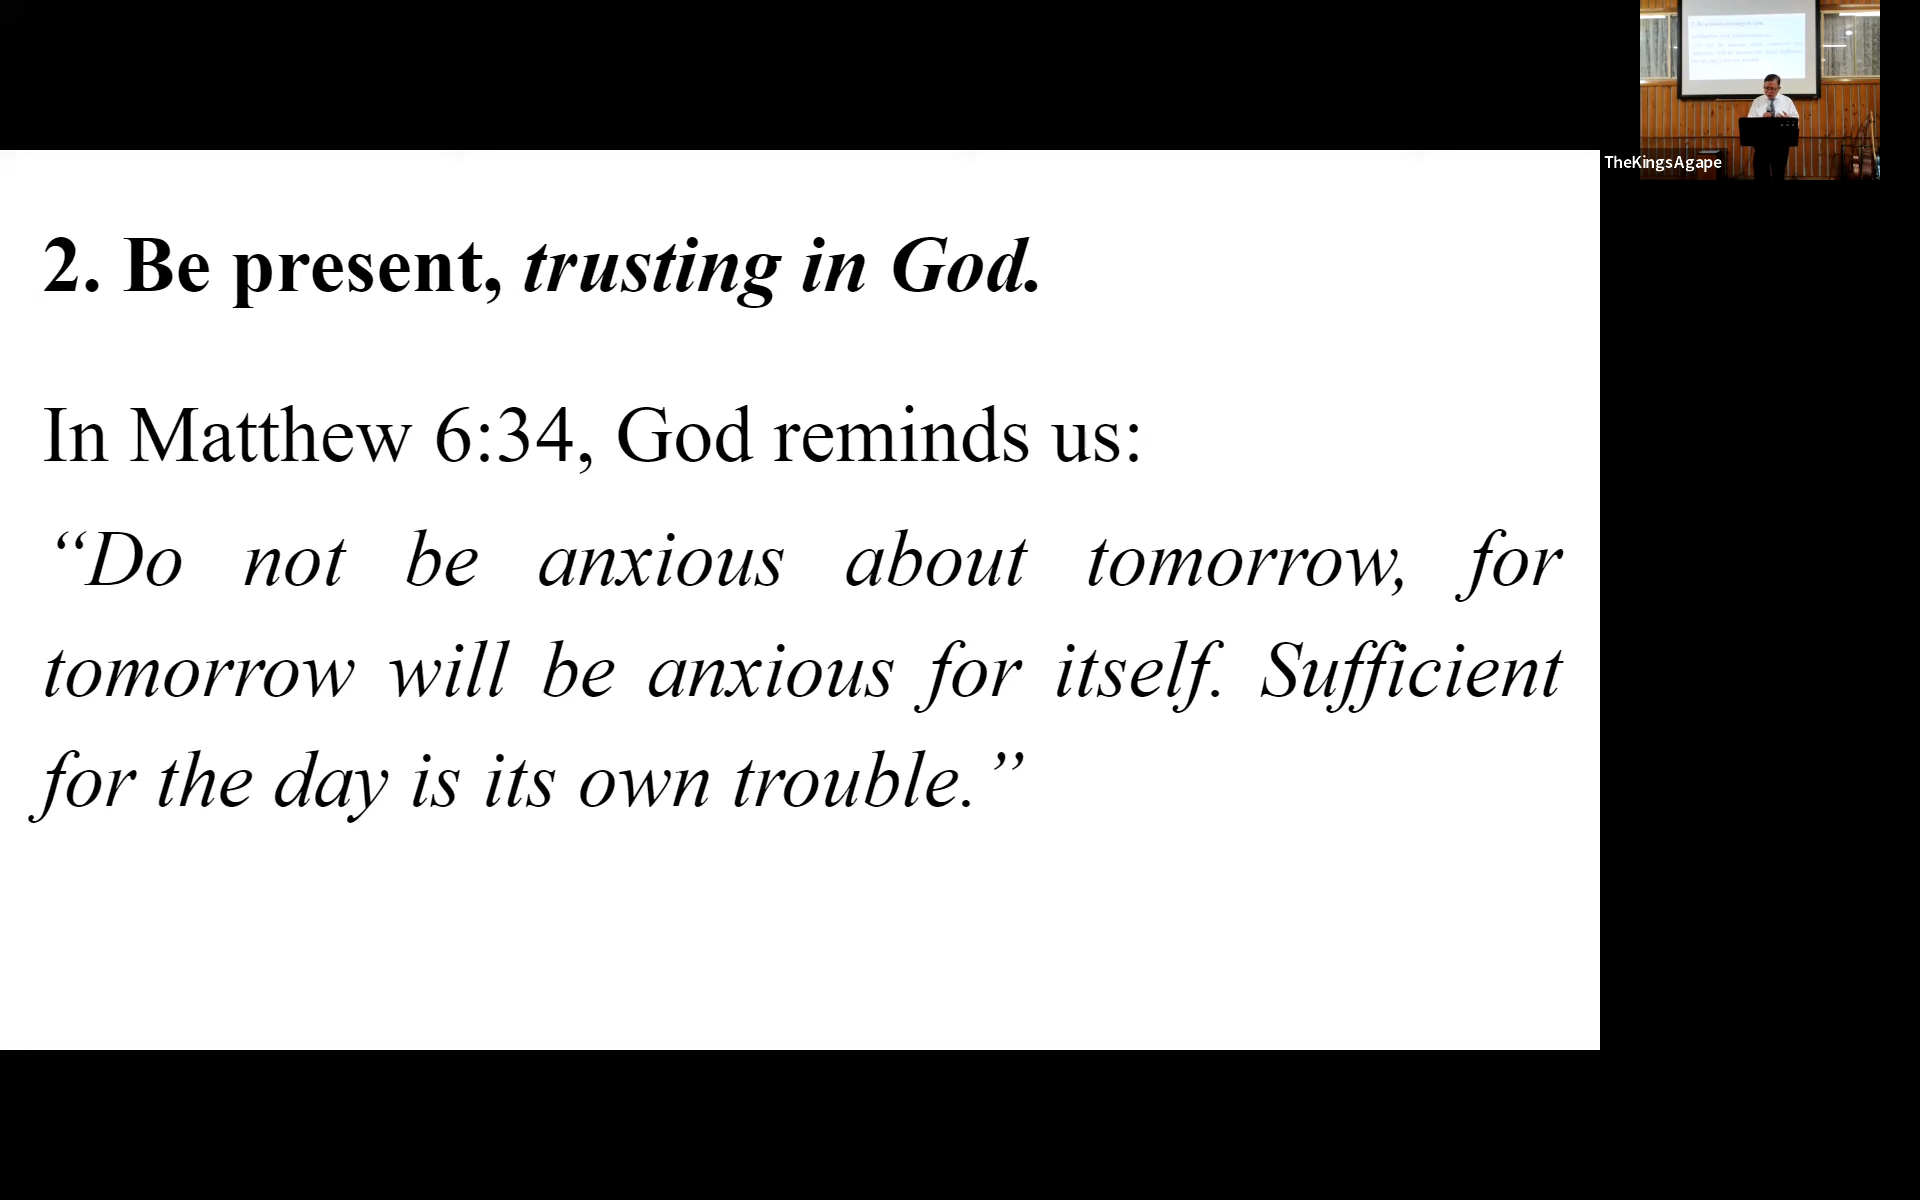 2. Be present, trusting in God.
In Matthew 6:34, God reminds us:
“Do not be anxious about tomorrow, for
tomorrow will be anxious for itself. Sufficient
for the day is its own trouble.”
TheKingsAgape